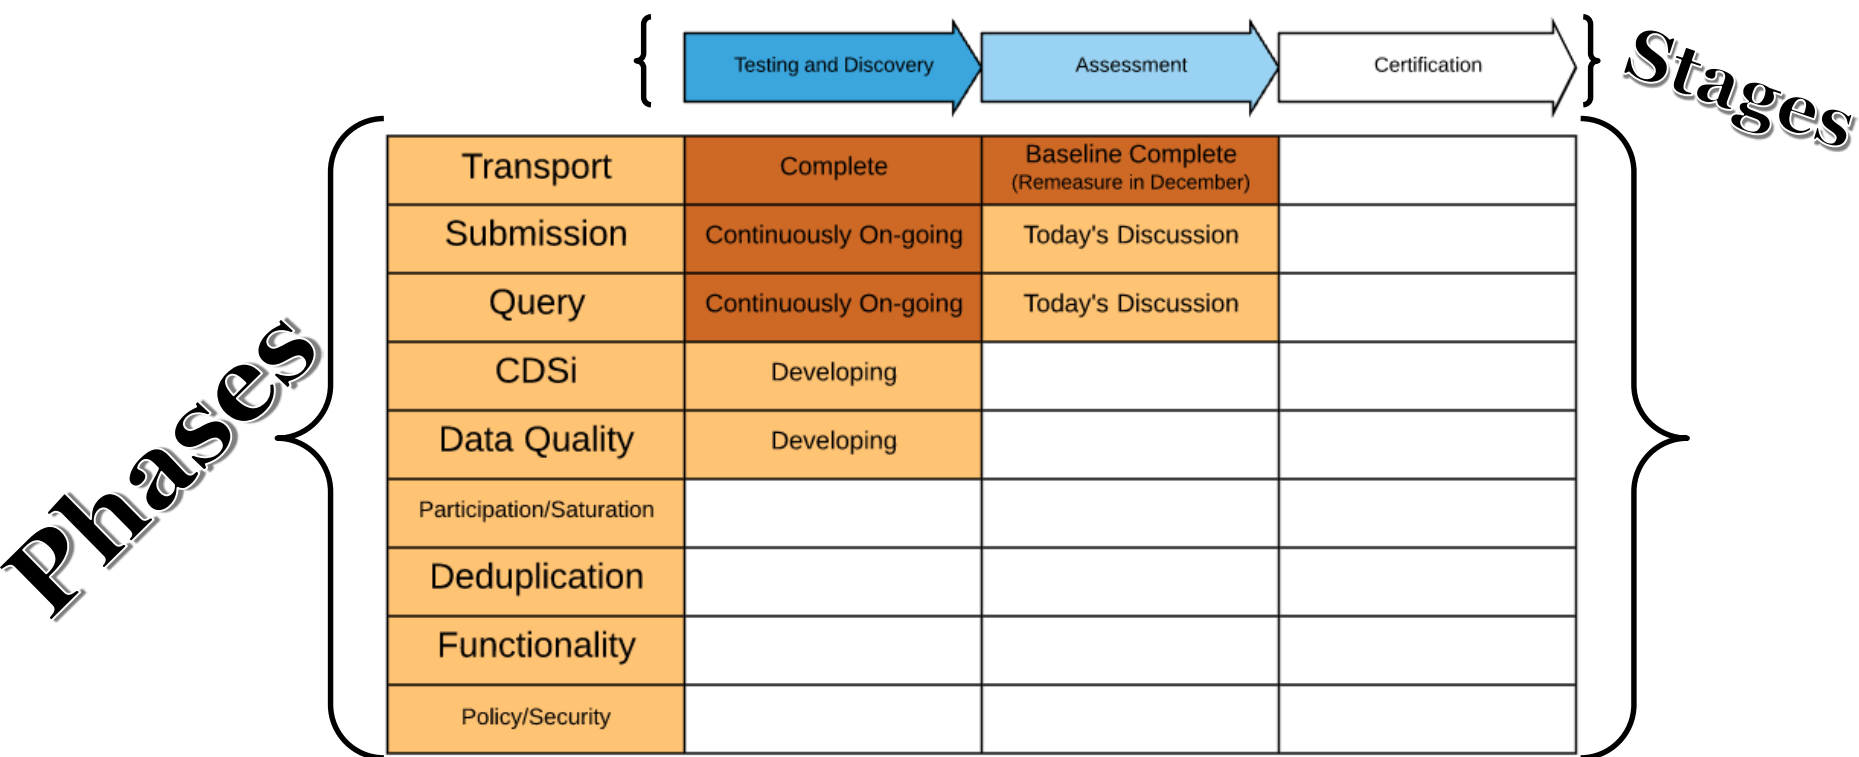 Testing and Discovery
Assessment
Certification
Stages
Phases
Transport
Complete
Baseline Complete
(Remeasure in December)
Submission
Continuously On-going
Today's Discussion
Query
Continuously On-going
Today's Discussion
CDSi
Developing
Data Quality
Developing
Participation/Saturation
Deduplication
Functionality
Policy/Security